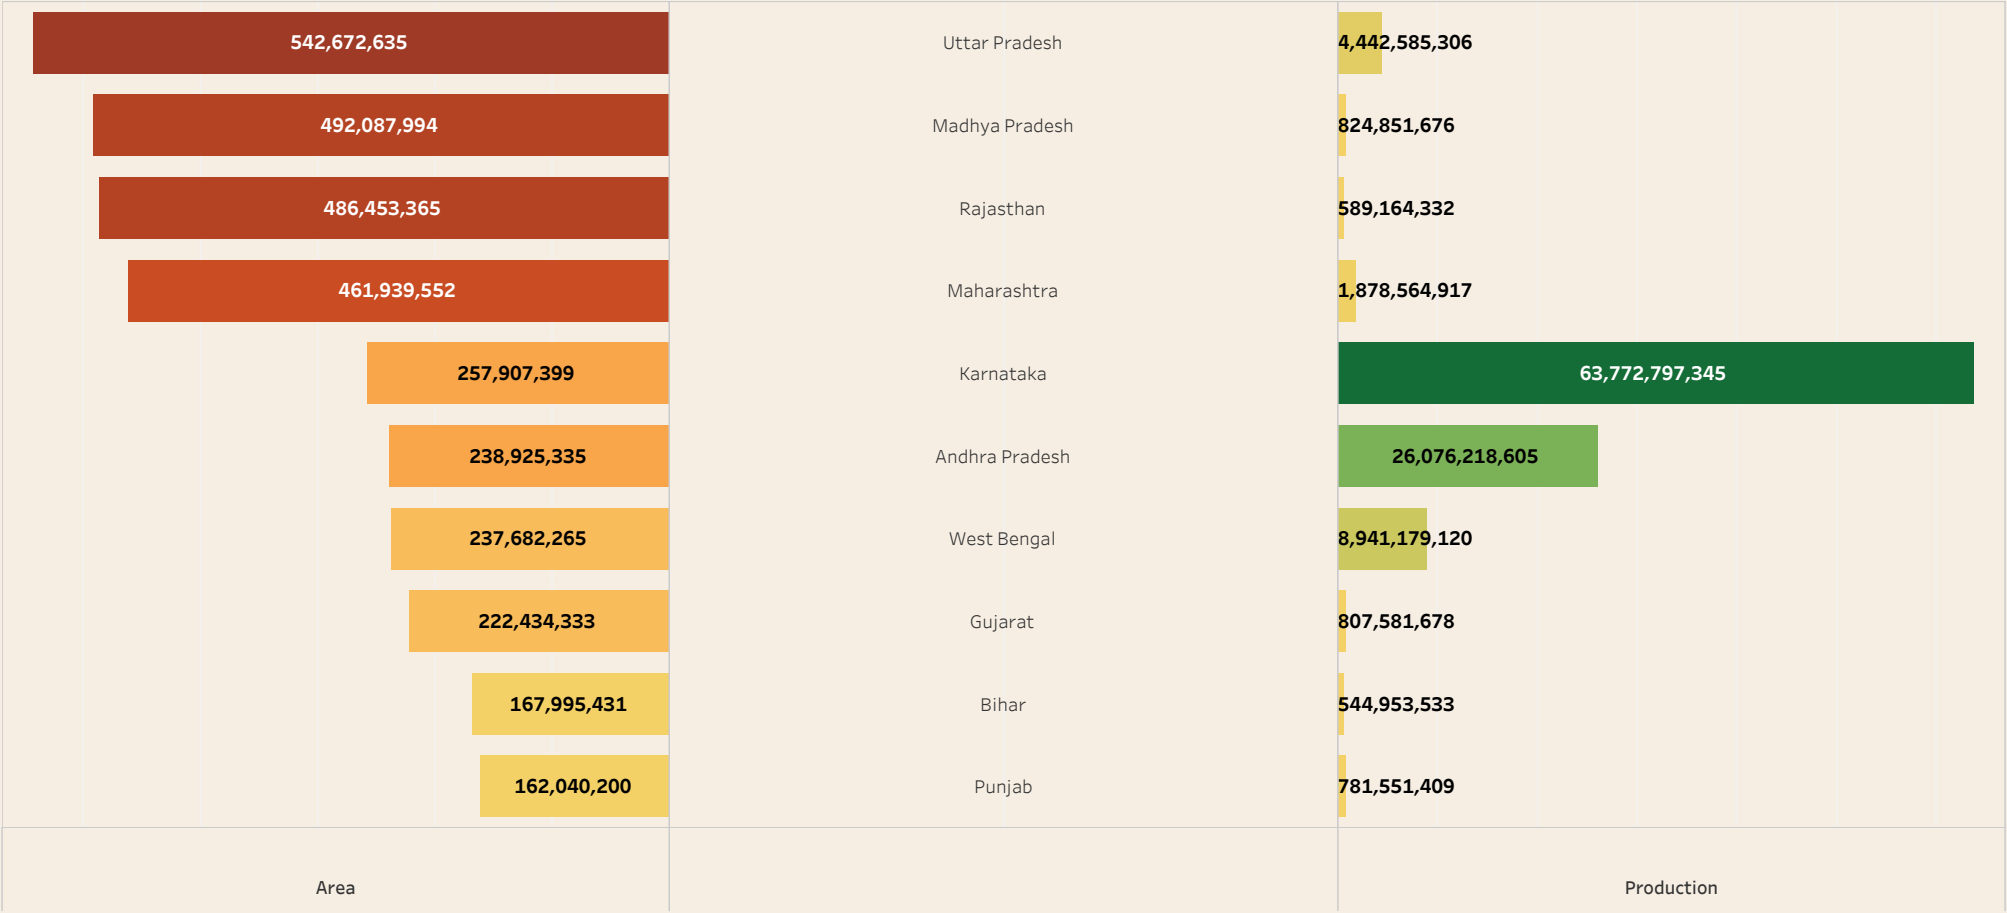 542,672,635 Uttar Pradesh 4,442,585,306
492,087,994 Madhya Pradesh 824,851,676
486,453,365 Rajasthan 589,164,332
461,939,552 Maharashtra 1,878,564,917
257,907,399 Karnataka 63,772,797,345
238,925,335 Andhra Pradesh 26,076,218,605
237,682,265 West Bengal 8,941,179,120
222,434,333 Gujarat 807,581,678
167,995,431 Bihar 544,953,533
162,040,200 Punjab 781,551,409
Area Production